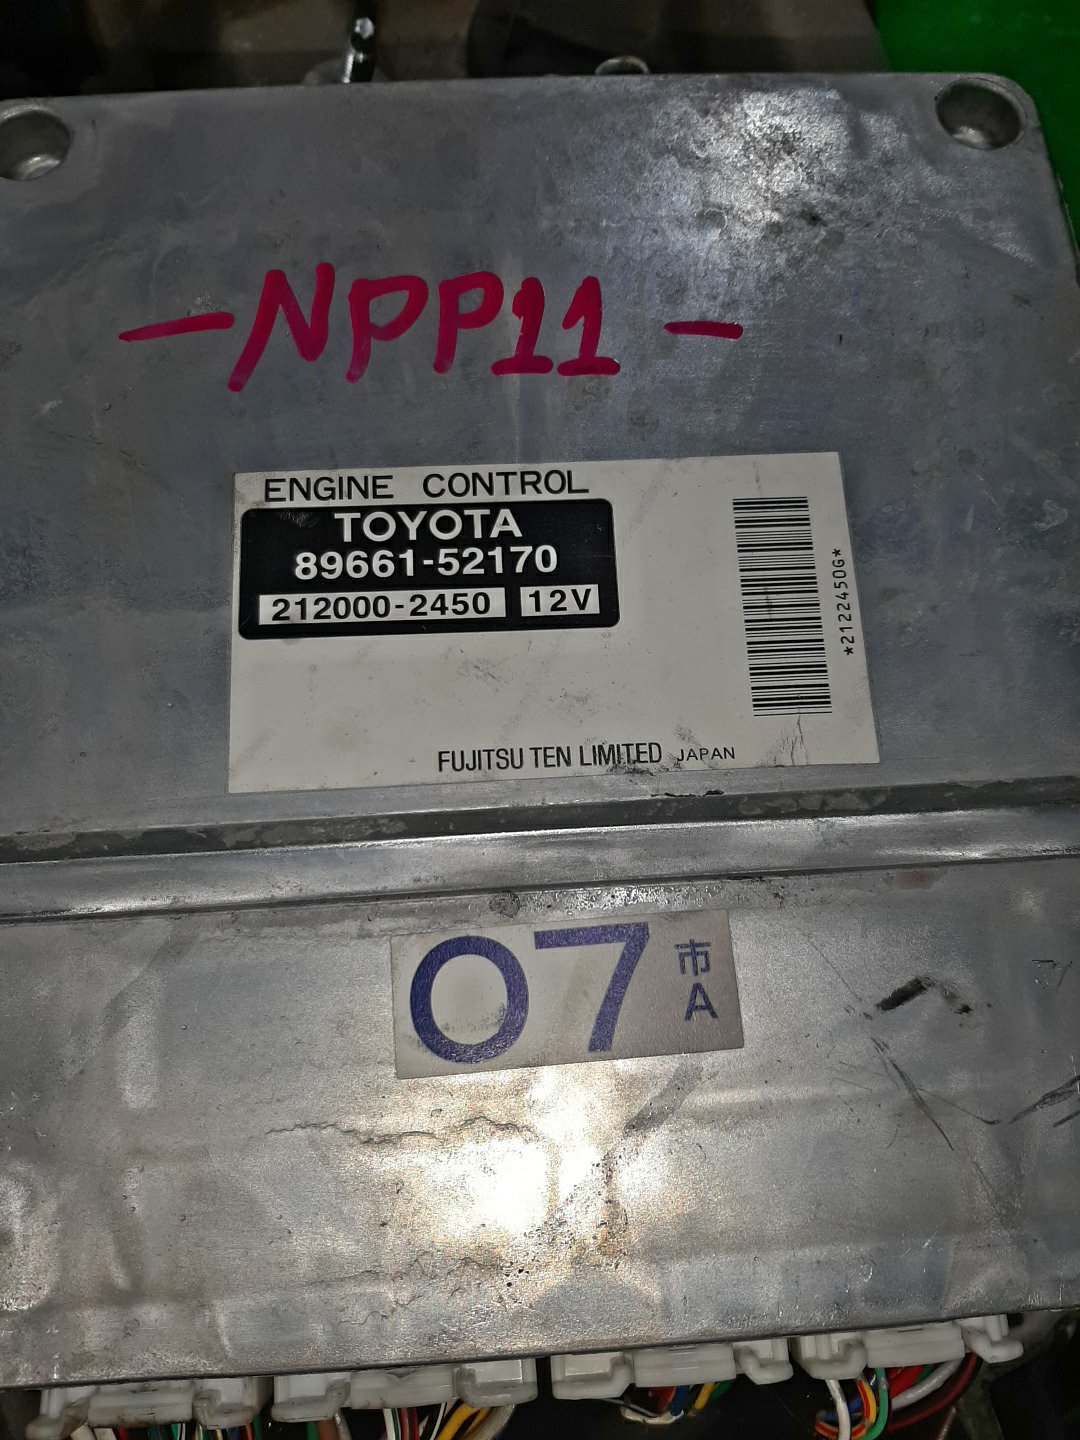 -NPP11-
ENGINE CONTROL
TOYOTA
89661-52170
212000-2450 12V
*2122450G*
FUJITSU TEN LIMITED JAPAN
07 市
A